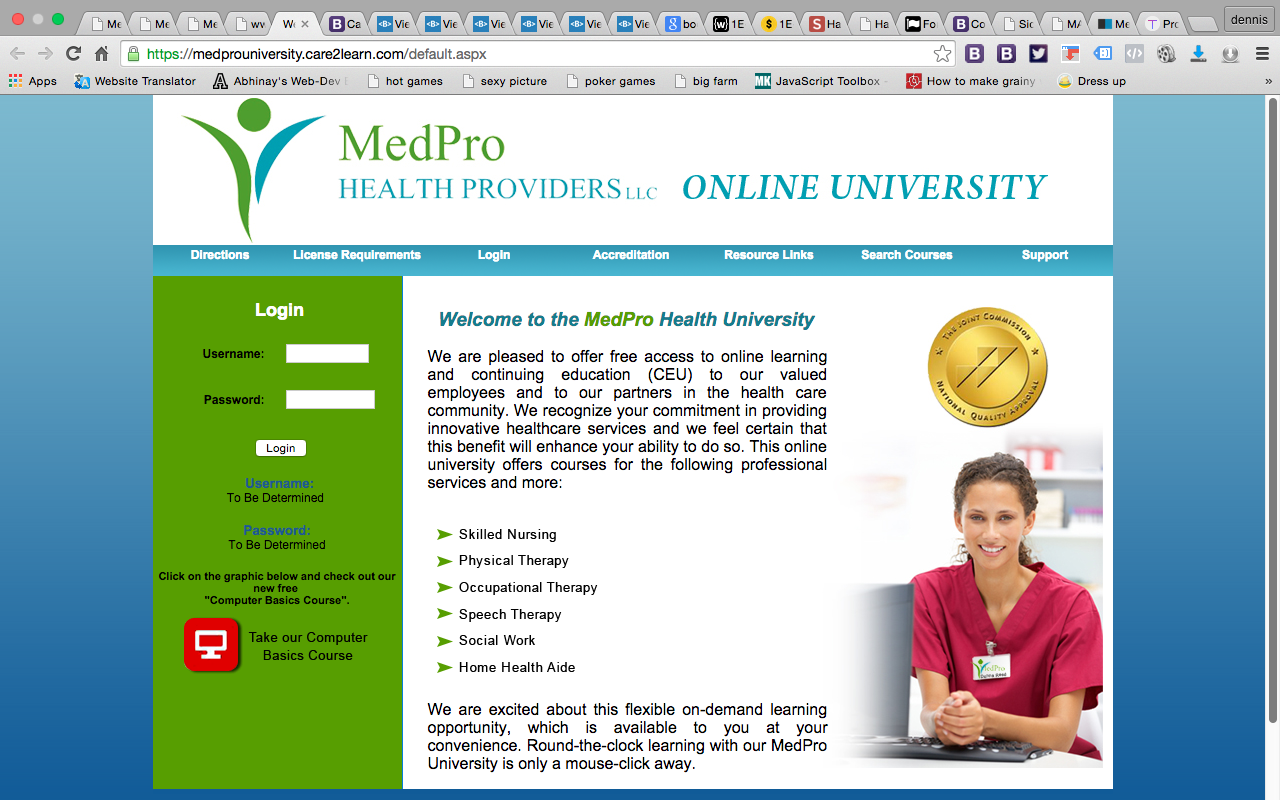 Me
Me
Me
wv
We
Ca
Vie
Vie
Vie
Vie
Vie
Vie
bo
1E
1E
Ha
Ha
Fo
Co
Sic
MA
Me
Pro
dennis
https://medprouniversity.care2learn.com/default.aspx
Apps
Website Translator
Abhinay's Web-Dev
hot games
sexy picture
poker games
big farm
MK JavaScript Toolbox
How to make grainy
Dress up
»
MedPro
HEALTH PROVIDERS LLC ONLINE UNIVERSITY
Directions License Requirements Login Accreditation Resource Links Search Courses Support
Login
Username:
Password:
Login
Username:
To Be Determined
Password:
To Be Determined
Click on the graphic below and check out our
new free
"Computer Basics Course".
Take our Computer
Basics Course
Welcome to the MedPro Health University
We are pleased to offer free access to online learning
and continuing education (CEU) to our valued
employees and to our partners in the health care
community. We recognize your commitment in providing
innovative healthcare services and we feel certain that
this benefit will enhance your ability to do so. This online
university offers courses for the following professional
services and more:
Skilled Nursing
Physical Therapy
Occupational Therapy
Speech Therapy
Social Work
Home Health Aide
We are excited about this flexible on-demand learning
opportunity, which is available to you at your
convenience. Round-the-clock learning with our MedPro
University is only a mouse-click away.
THE JOINT COMMISSION
NATIONAL QUALITY APPROVAL
MedPro